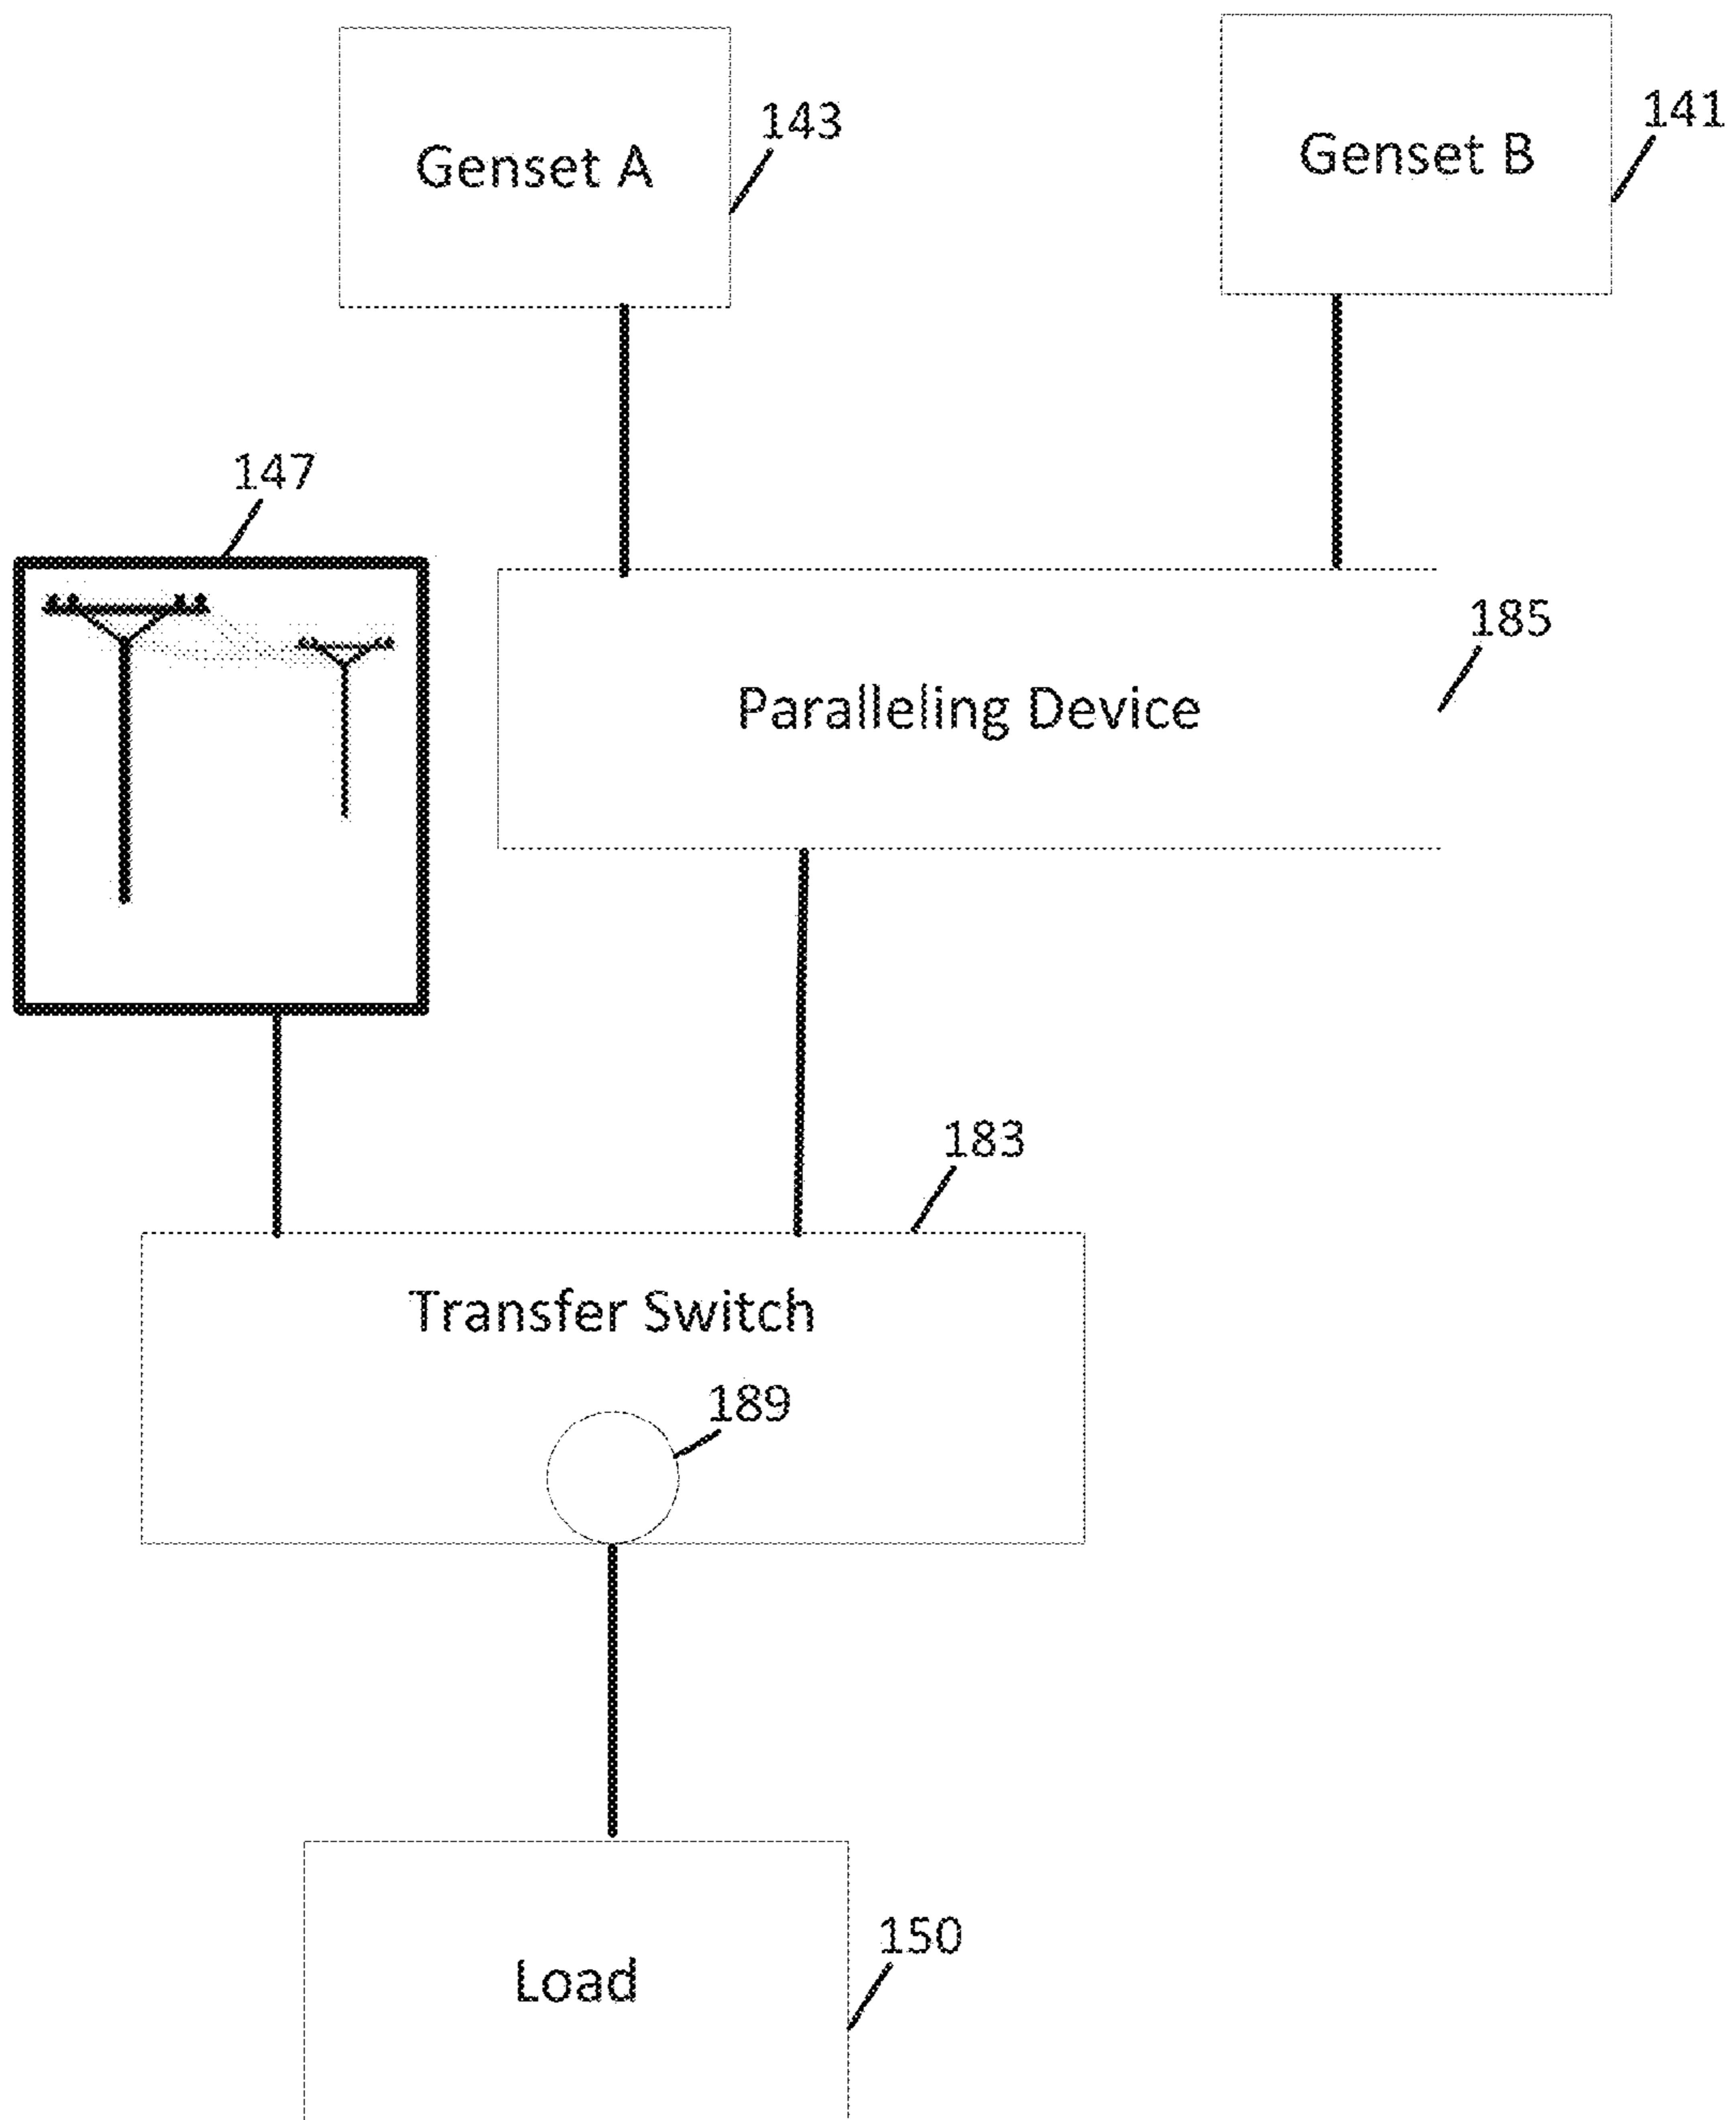 Genset A
143
Genset B
141
147
Paralleling Device
185
183
Transfer Switch
189
Load
150